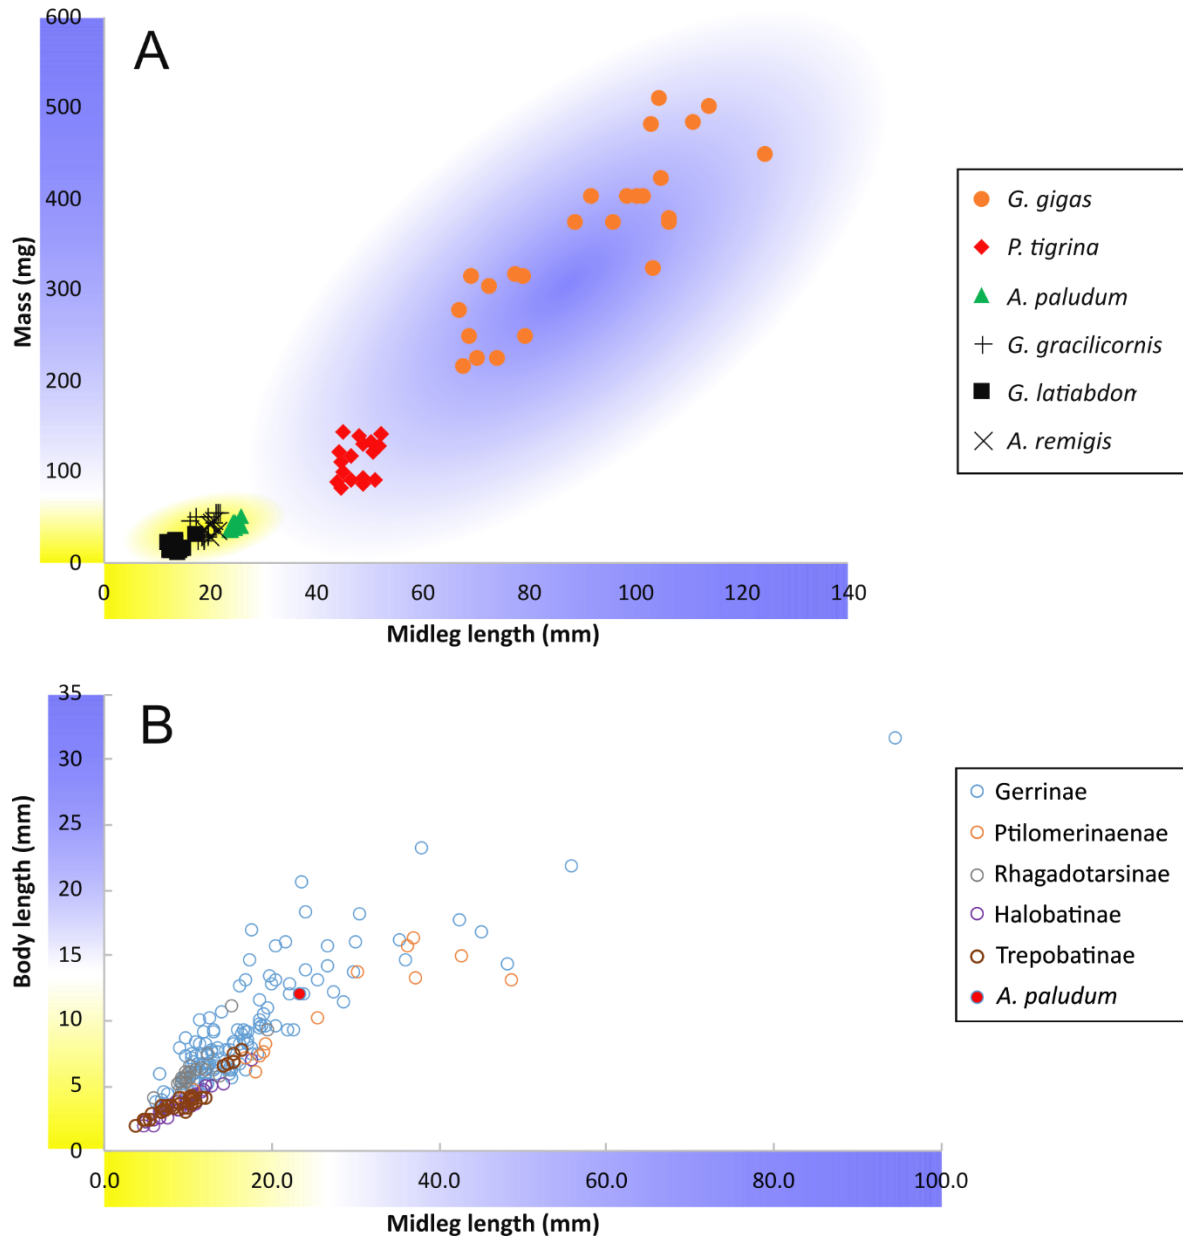 A
600
500
400
300
200
100
0
Mass (mg)
0 20 40 60 80 100 120 140
Midleg length (mm)
G. gigas
P. tigrina
A. paludum
G. gracilicornis
G. latiabdon
A. remigis
B
35
30
25
20
15
10
5
0
Body length (mm)
0.0 20.0 40.0 60.0 80.0 100.0
Midleg length (mm)
Gerrinae
Ptilomerinaenae
Rhagadotarsinae
Halobatinae
Trepobatinae
A. paludum